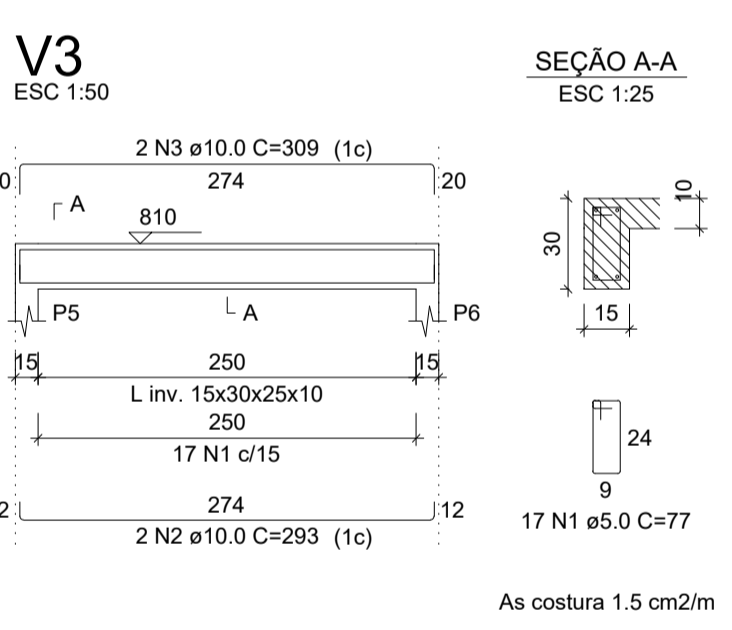 V3
ESC 1:50
SEÇÃO A-A
ESC 1:25
2 N3 ø10.0 C=309 (1c)
0 274 20
A
810
10
30
P5 A P6
15
15 250 15
L inv. 15x30x25x10
250
17 N1 c/15
24
9
2 274 12
2 N2 ø10.0 C=293 (1c)
17 N1 ø5.0 C=77
As costura 1.5 cm2/m